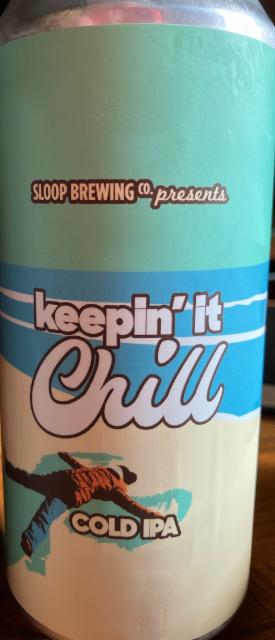 SLOOP BREWING CO. presents
keepin' it
Chill
COLD IPA